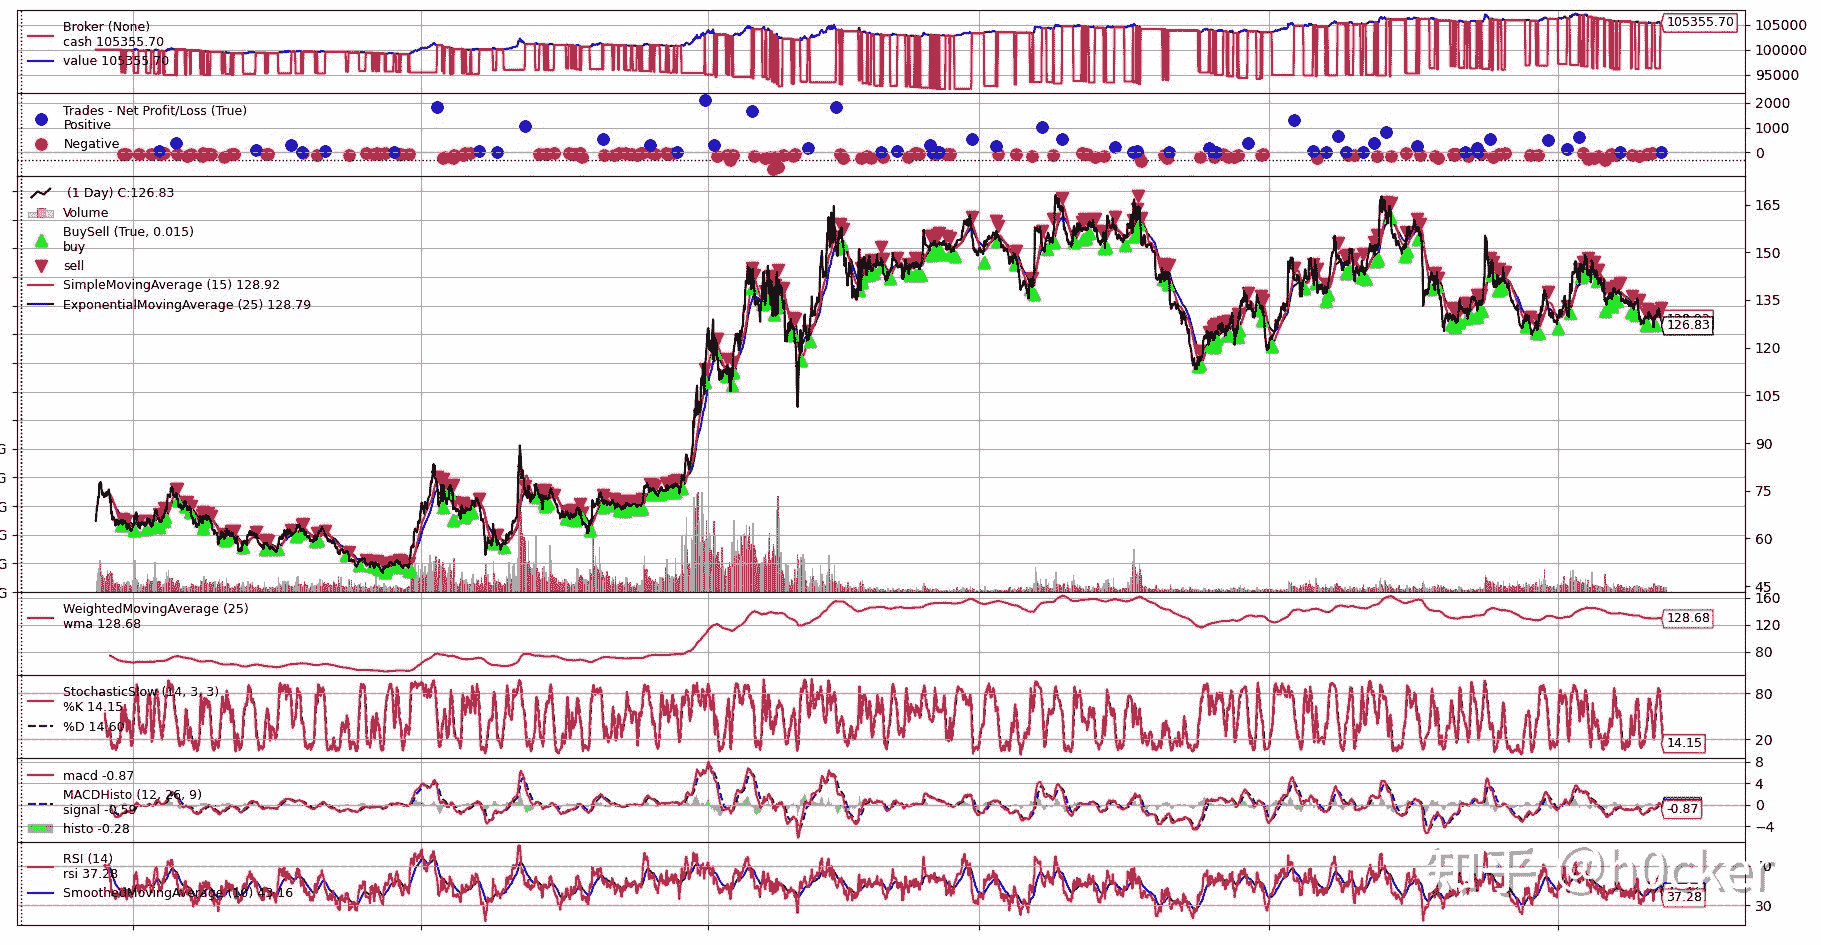 Broker (None)
cash 105355.70
value 105355.70
105355.70
105000
100000
95000
Trades - Net Profit/Loss (True)
Positive
Negative
2000
1000
0
(1 Day) C:126.83
Volume
BuySell (True, 0.015)
buy
sell
SimpleMovingAverage (15) 128.92
ExponentialMovingAverage (25) 128.79
165
150
135
126.83
120
105
90
75
60
45
G
G
G
G
G
G
WeightedMovingAverage (25)
wma 128.68
160
128.68
120
80
StochasticSlow (14, 3, 3)
%K 14.15
%D 14.60
80
20
14.15
macd -0.87
MACDHisto (12, 26, 9)
signal -0.59
histo -0.28
8
4
0
-0.87
−4
RSI (14)
rsi 37.28
SmoothedMovingAverage (10) 43.16
37.28
30
知乎 @h0cker